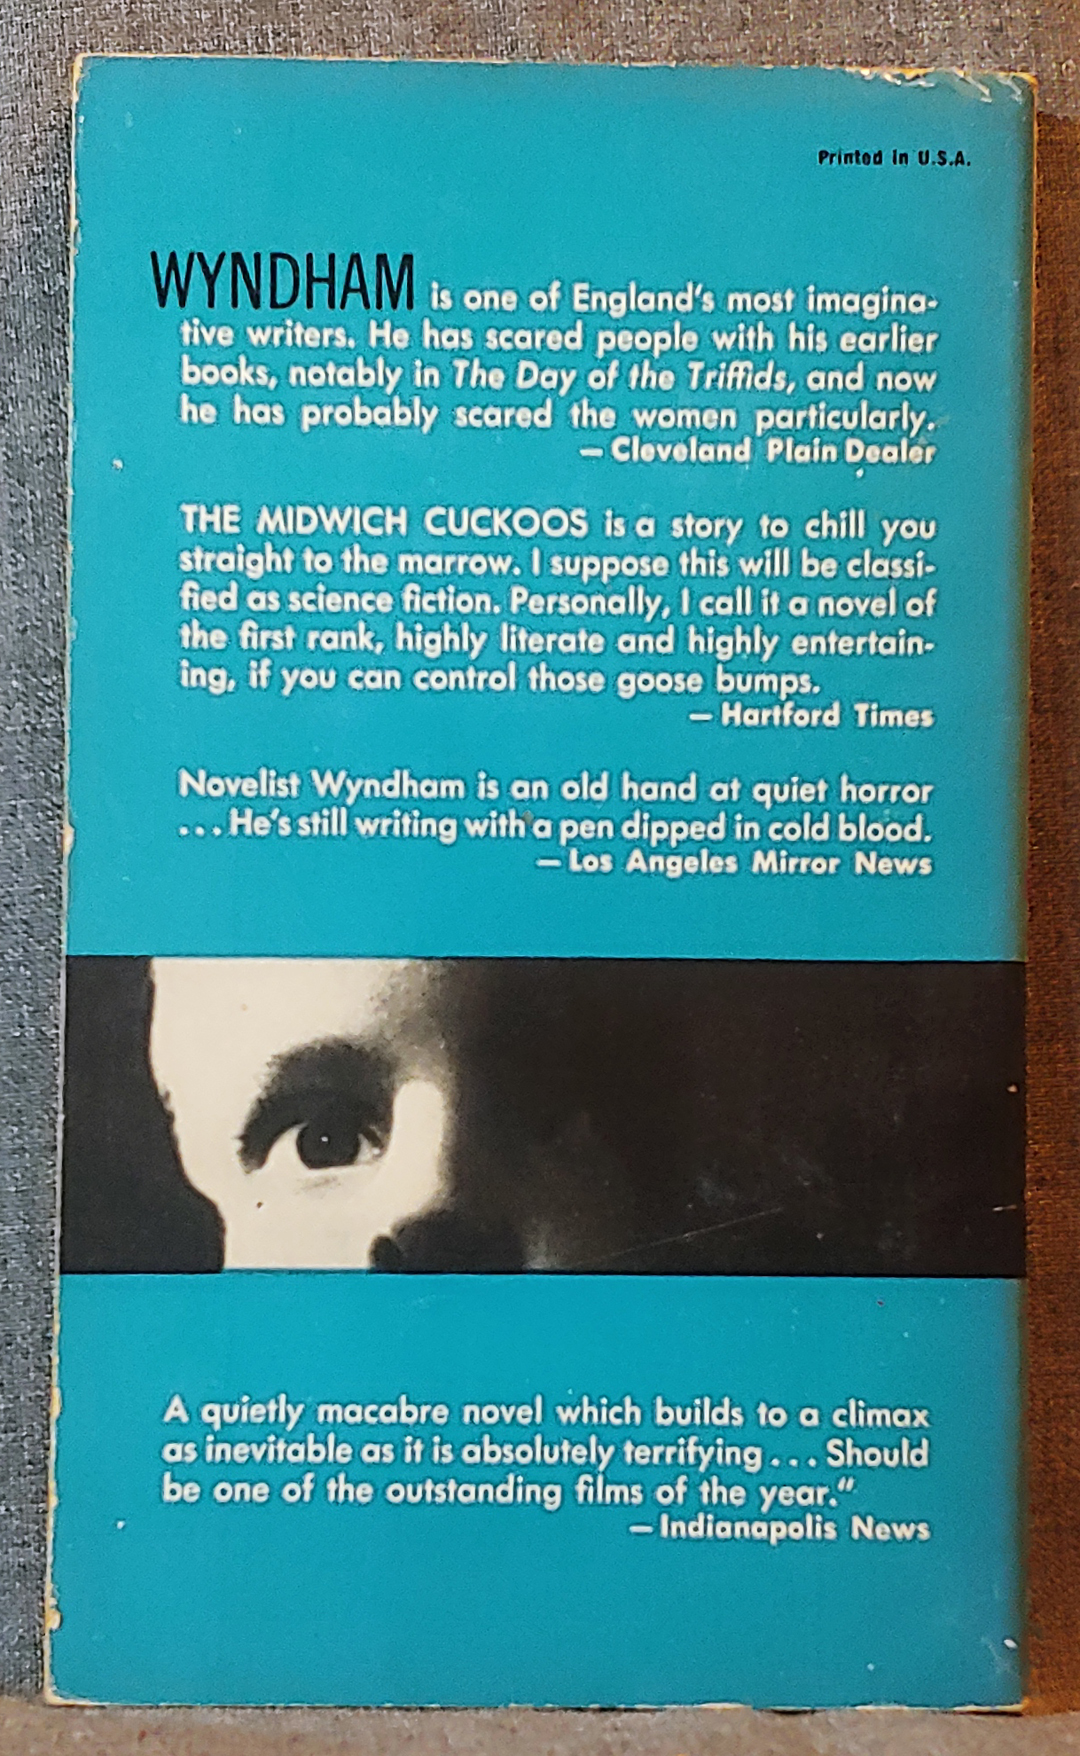 Printed in U.S.A.
WYNDHAM is one of England's most imagina-
tive writers. He has scared people with his earlier
books, notably in The Day of the Triffids, and now
he has probably scared the women particularly.
— Cleveland Plain Dealer
THE MIDWICH CUCKOOS is a story to chill you
straight to the marrow. I suppose this will be classi-
fied as science fiction. Personally, I call it a novel of
the first rank, highly literate and highly entertain-
ing, if you can control those goose bumps.
— Hartford Times
Novelist Wyndham is an old hand at quiet horror
... He's still writing with a pen dipped in cold blood.
— Los Angeles Mirror News
A quietly macabre novel which builds to a climax
as inevitable as it is absolutely terrifying ... Should
be one of the outstanding films of the year."
— Indianapolis News